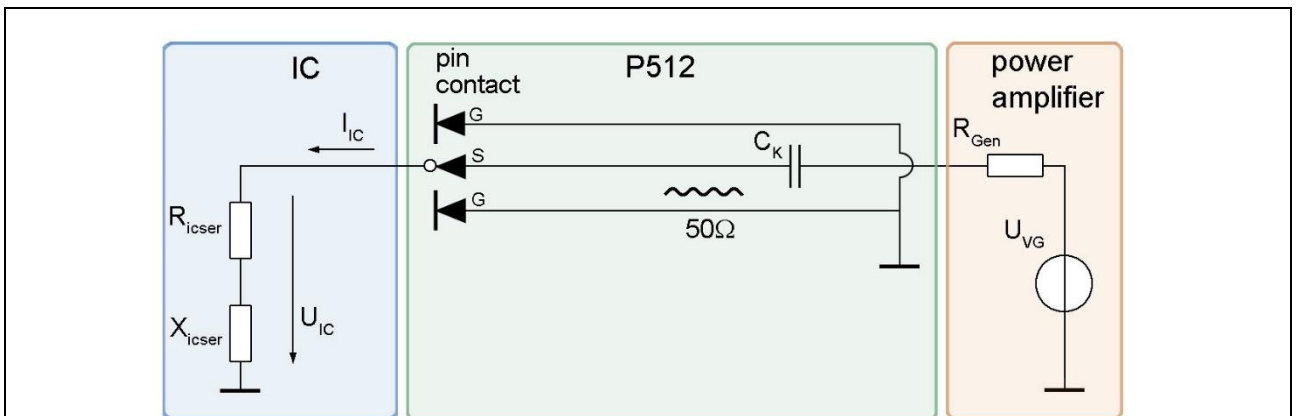 IC
pin
contact
P512
power
amplifier
G
I_IC
S
C_K
R_Gen
G
50Ω
R_icser
U_VG
U_IC
X_icser